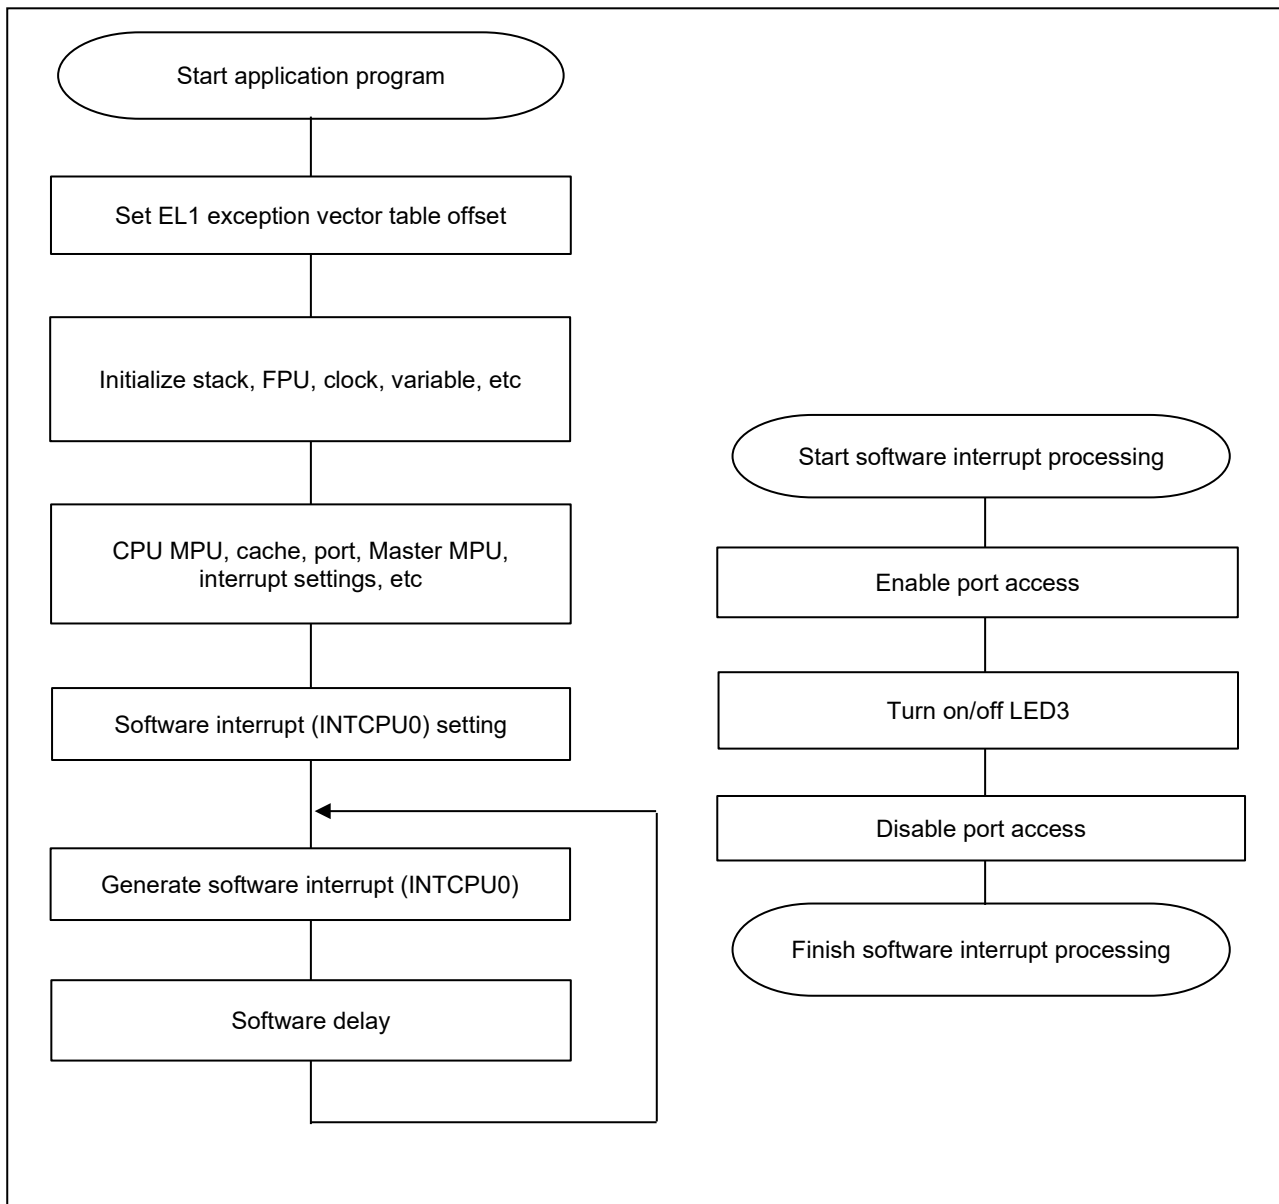 Start application program
Set EL1 exception vector table offset
Initialize stack, FPU, clock, variable, etc
CPU MPU, cache, port, Master MPU,
interrupt settings, etc
Software interrupt (INTCPU0) setting
Generate software interrupt (INTCPU0)
Software delay
Start software interrupt processing
Enable port access
Turn on/off LED3
Disable port access
Finish software interrupt processing